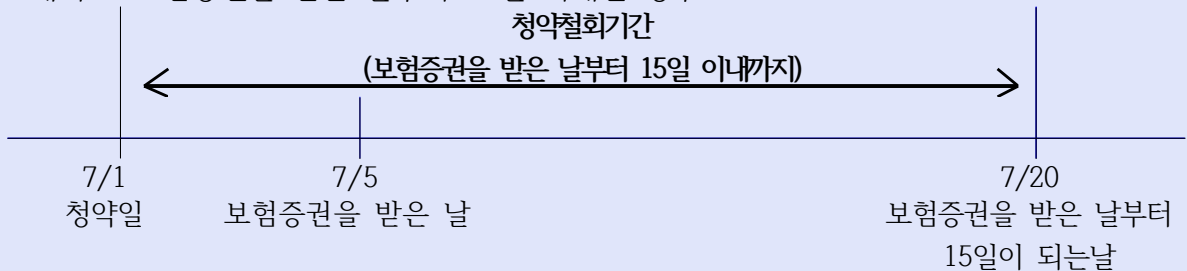 청약철회기간
(보험증권을 받은 날부터 15일 이내까지)
7/1
청약일
7/5
보험증권을 받은 날
7/20
보험증권을 받은 날부터
15일이 되는날